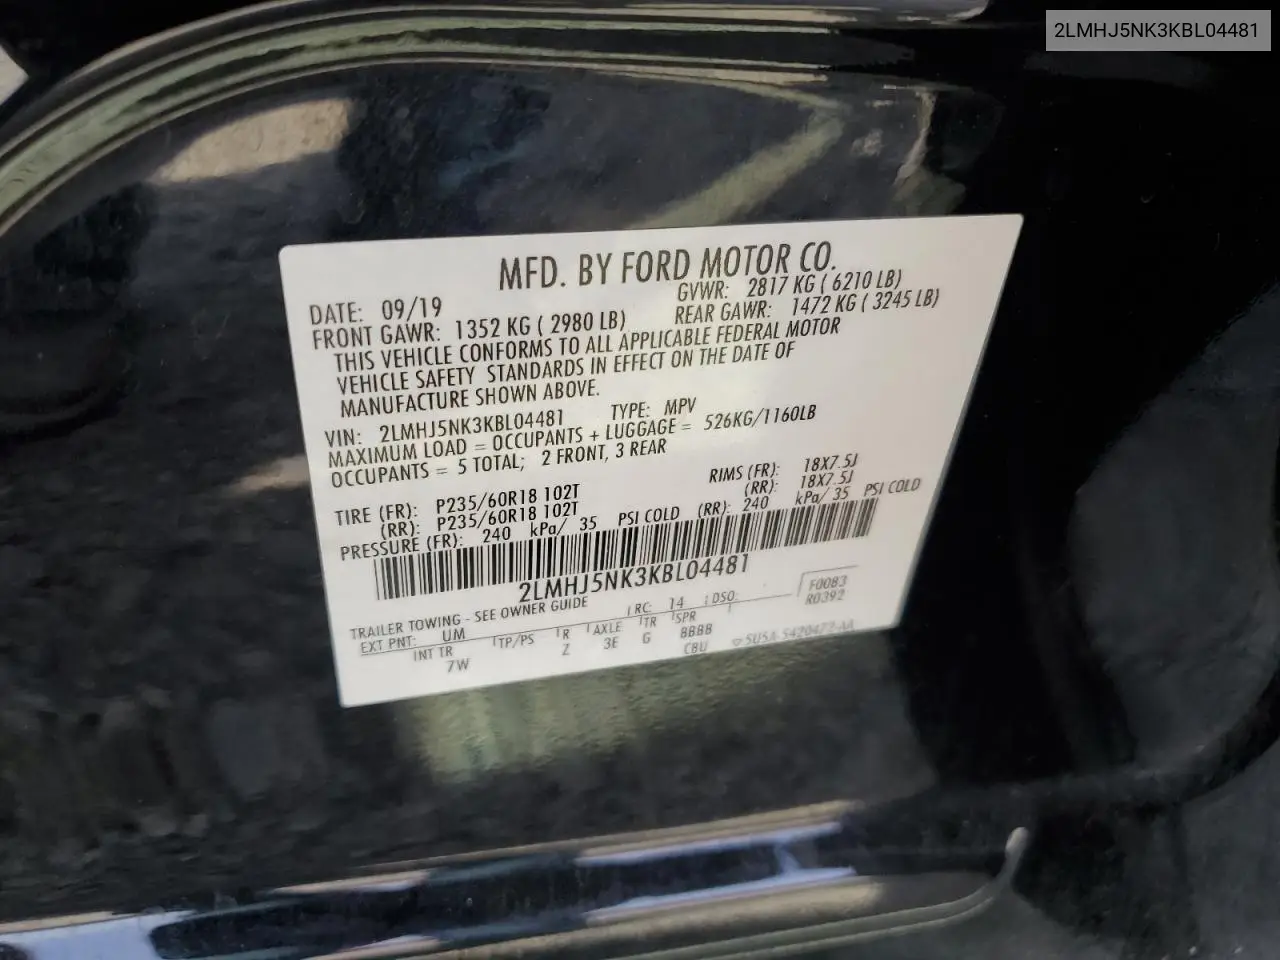 2LMHJ5NK3KBL04481
MFD. BY FORD MOTOR CO.
DATE: 09/19 GVWR: 2817 KG ( 6210 LB)
FRONT GAWR: 1352 KG ( 2980 LB) REAR GAWR: 1472 KG ( 3245 LB)
THIS VEHICLE CONFORMS TO ALL APPLICABLE FEDERAL MOTOR
VEHICLE SAFETY STANDARDS IN EFFECT ON THE DATE OF
MANUFACTURE SHOWN ABOVE.
VIN: 2LMHJ5NK3KBL04481 TYPE: MPV
MAXIMUM LOAD = OCCUPANTS + LUGGAGE = 526KG/1160LB
OCCUPANTS = 5 TOTAL; 2 FRONT, 3 REAR
TIRE (FR): P235/60R18 102T RIMS (FR): 18X7.5J
(RR): P235/60R18 102T (RR): 18X7.5J
PRESSURE (FR): 240 kPa/ 35 PSI COLD (RR): 240 kPa/ 35 PSI COLD
2LMHJ5NK3KBL04481
TRAILER TOWING - SEE OWNER GUIDE
EXT PNT: UM RC: 14 DSO: F0083
R0392
INT TR TP/PS R AXLE TR SPR
7W Z 3E G BBBB
CBU 5U5A-5420472-AA